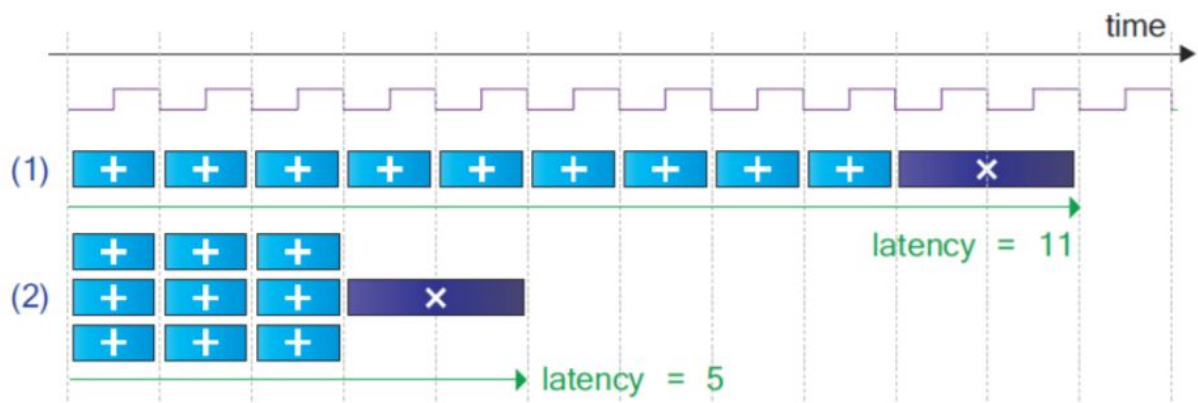 time
(1) + + + + + + + + + ×
latency = 11
+ + +
(2) + + + ×
+ + +
latency = 5